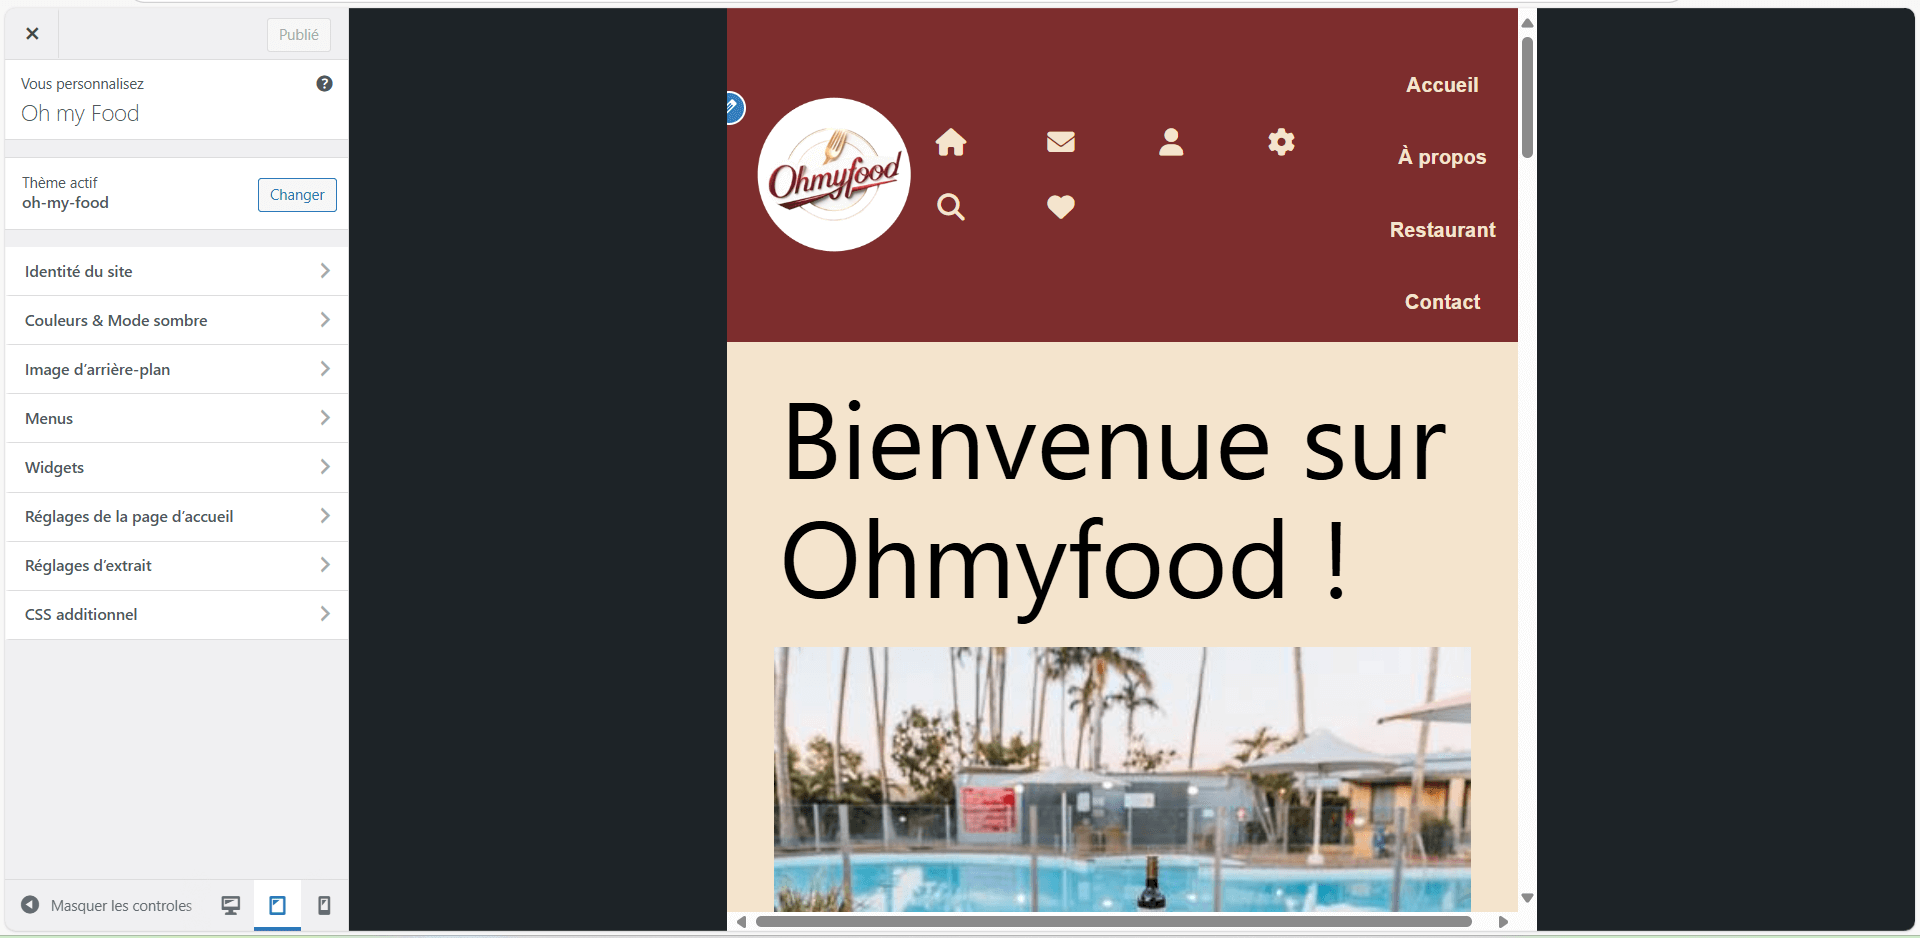 Publié
Vous personnalisez
Oh my Food
Thème actif
oh-my-food
Changer
Identité du site
Couleurs & Mode sombre
Image d’arrière-plan
Menus
Widgets
Réglages de la page d’accueil
Réglages d’extrait
CSS additionnel
Masquer les controles
Ohmyfood
Accueil
À propos
Restaurant
Contact
Bienvenue sur
Ohmyfood !